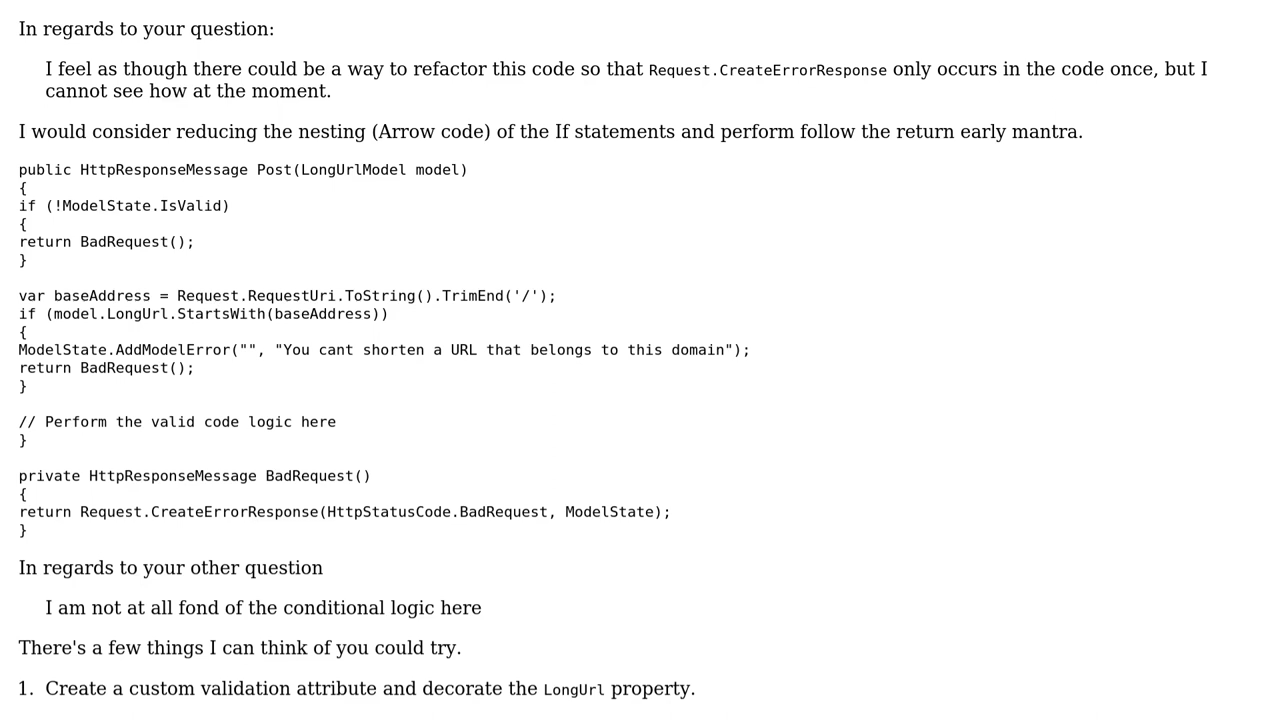 In regards to your question:
I feel as though there could be a way to refactor this code so that Request.CreateErrorResponse only occurs in the code once, but I
cannot see how at the moment.
I would consider reducing the nesting (Arrow code) of the If statements and perform follow the return early mantra.
public HttpResponseMessage Post(LongUrlModel model)
{
if (!ModelState.IsValid)
{
return BadRequest();
}
var baseAddress = Request.RequestUri.ToString().TrimEnd('/');
if (model.LongUrl.StartsWith(baseAddress))
{
ModelState.AddModelError("", "You cant shorten a URL that belongs to this domain");
return BadRequest();
}
// Perform the valid code logic here
}
private HttpResponseMessage BadRequest()
{
return Request.CreateErrorResponse(HttpStatusCode.BadRequest, ModelState);
}
In regards to your other question
I am not at all fond of the conditional logic here
There's a few things I can think of you could try.
1. Create a custom validation attribute and decorate the LongUrl property.